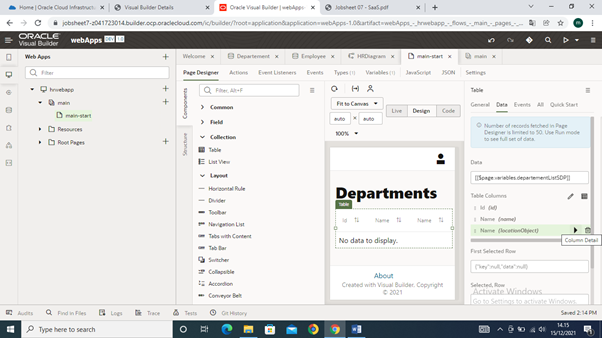 Home | Oracle Cloud Infrastruct
Visual Builder Details
Oracle Visual Builder | webApps
Jobsheet 07 - SaaS.pdf
jobsheet7-z041723014.builder.ocp.oraclecloud.com/ic/builder/?root=application&application=webApps-1.0&artifact=webApps_-_hrwebapp_-_flows_-_main_-_pages_-_
ORACLE
Visual Builder
webApps
DEV
1.0
Web Apps
Filter
hrwebapp
main
main-start
Resources
Root Pages
Welcome
Departement
Employee
HRDiagram
main-start
main
Page Designer
Actions
Event Listeners
Events
Types (1)
Variables (1)
JavaScript
JSON
Settings
Components
Structure
Filter, Alt+F
Common
Field
Collection
Table
List View
Layout
Horizontal Rule
Divider
Toolbar
Navigation List
Tabs with Content
Tab Bar
Switcher
Collapsible
Accordion
Conveyor Belt
Fit to Canvas
Live
Design
Code
auto
×
auto
100%
Departments
TABLE
Id
Name
Name
No data to display.
About
Created with Visual Builder. Copyright
© 2021
Table
General
Data
Events
All
Quick Start
Number of records fetched in Page
Designer is limited to 50. Use Run mode
to see full set of data.
Data
[[$page.variables.departementListSDP]]
Table Columns
Id (id)
Name (name)
Name (locationObject)
Column Detail
First Selected Row
{"key":null,"data":null}
Selected, Row
Activate Windows
Go to Settings to activate Windows.
Audits
Find in Files
Logs
Trace
Tests
Git History
Saved 2:14 PM
Type here to search
14.15
15/12/2021